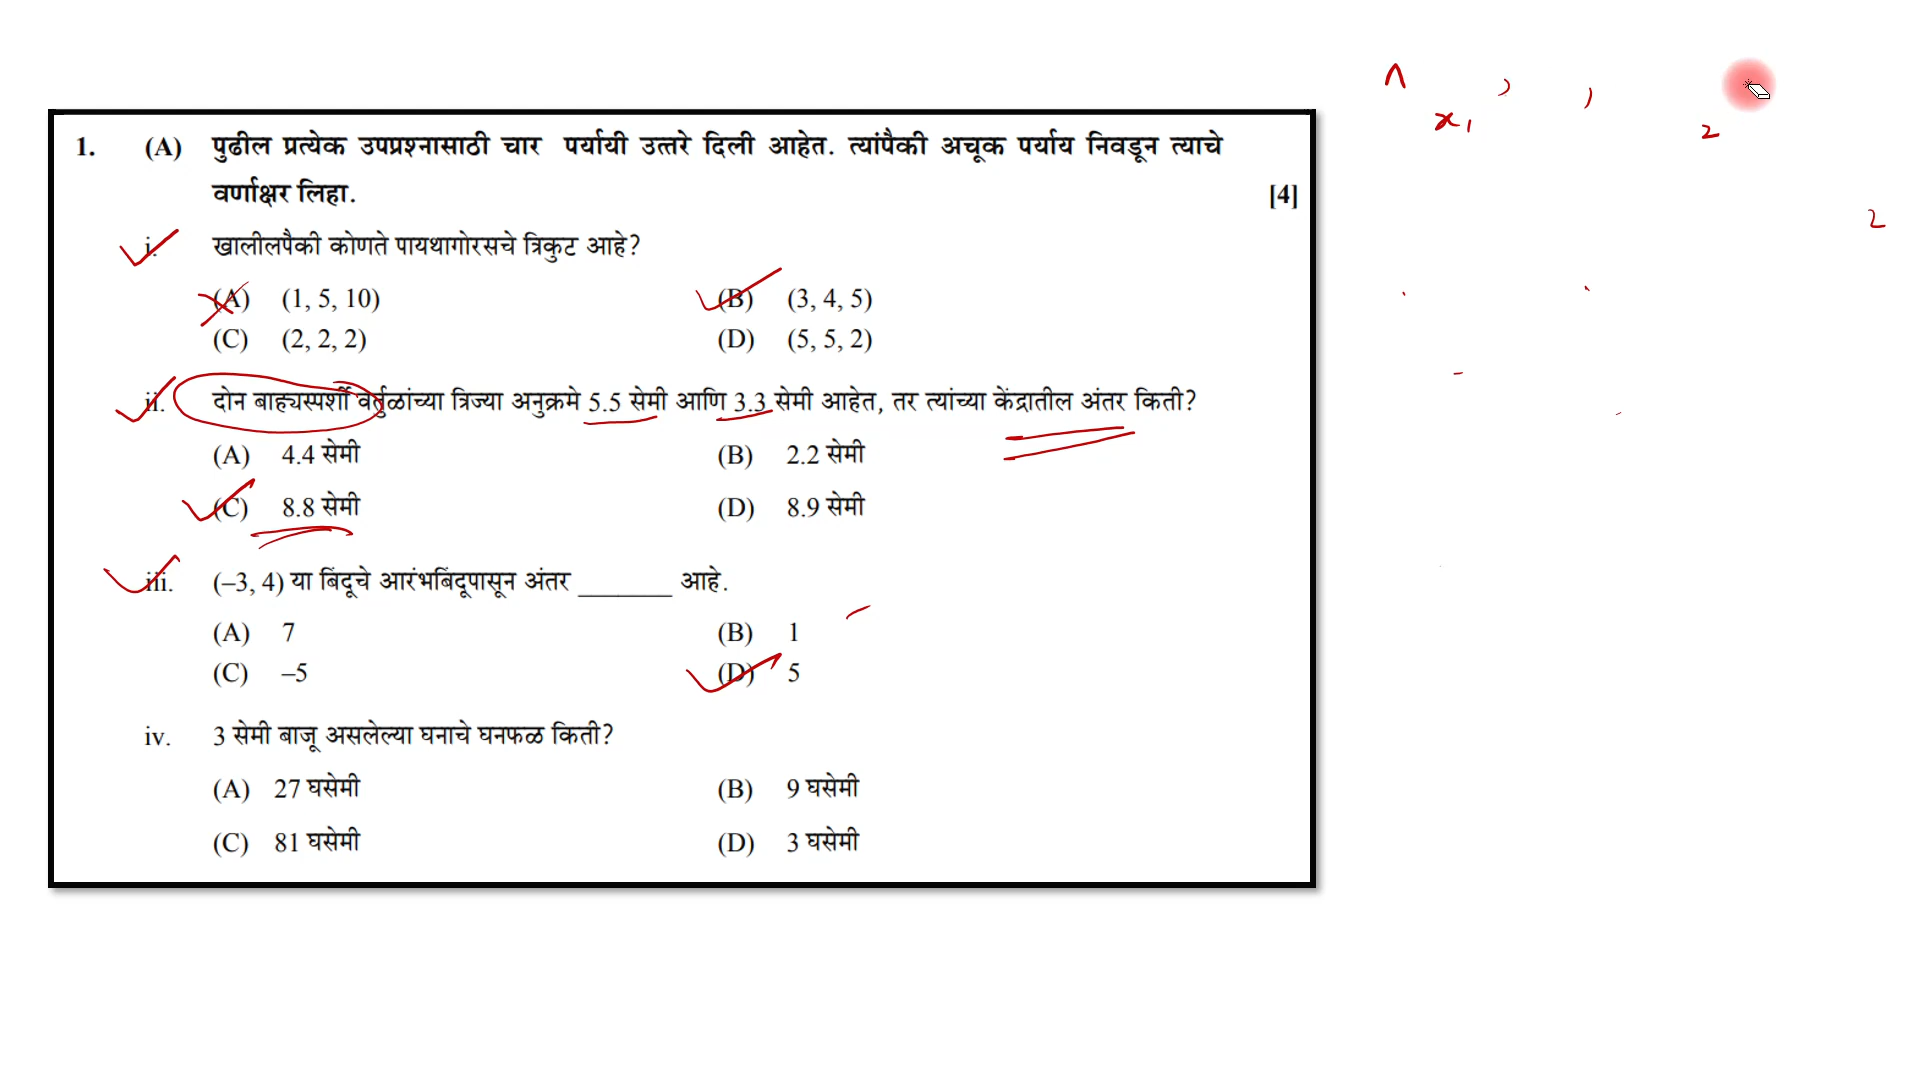 1. (A) पुढील प्रत्येक उपप्रश्नासाठी चार पर्यायी उत्तरे दिली आहेत. त्यांपैकी अचूक पर्याय निवडून त्याचे
वर्णाक्षर लिहा. [4]
i. खालीलपैकी कोणते पायथागोरसचे त्रिकुट आहे?
(A) (1, 5, 10) (B) (3, 4, 5)
(C) (2, 2, 2) (D) (5, 5, 2)
ii. दोन बाह्यस्पर्शी वर्तुळांच्या त्रिज्या अनुक्रमे 5.5 सेमी आणि 3.3 सेमी आहेत, तर त्यांच्या केंद्रातील अंतर किती?
(A) 4.4 सेमी (B) 2.2 सेमी
(C) 8.8 सेमी (D) 8.9 सेमी
iii. (–3, 4) या बिंदूचे आरंभबिंदूपासून अंतर _______ आहे.
(A) 7 (B) 1
(C) –5 (D) 5
iv. 3 सेमी बाजू असलेल्या घनाचे घनफळ किती?
(A) 27 घसेमी (B) 9 घसेमी
(C) 81 घसेमी (D) 3 घसेमी
x₁ 2
2